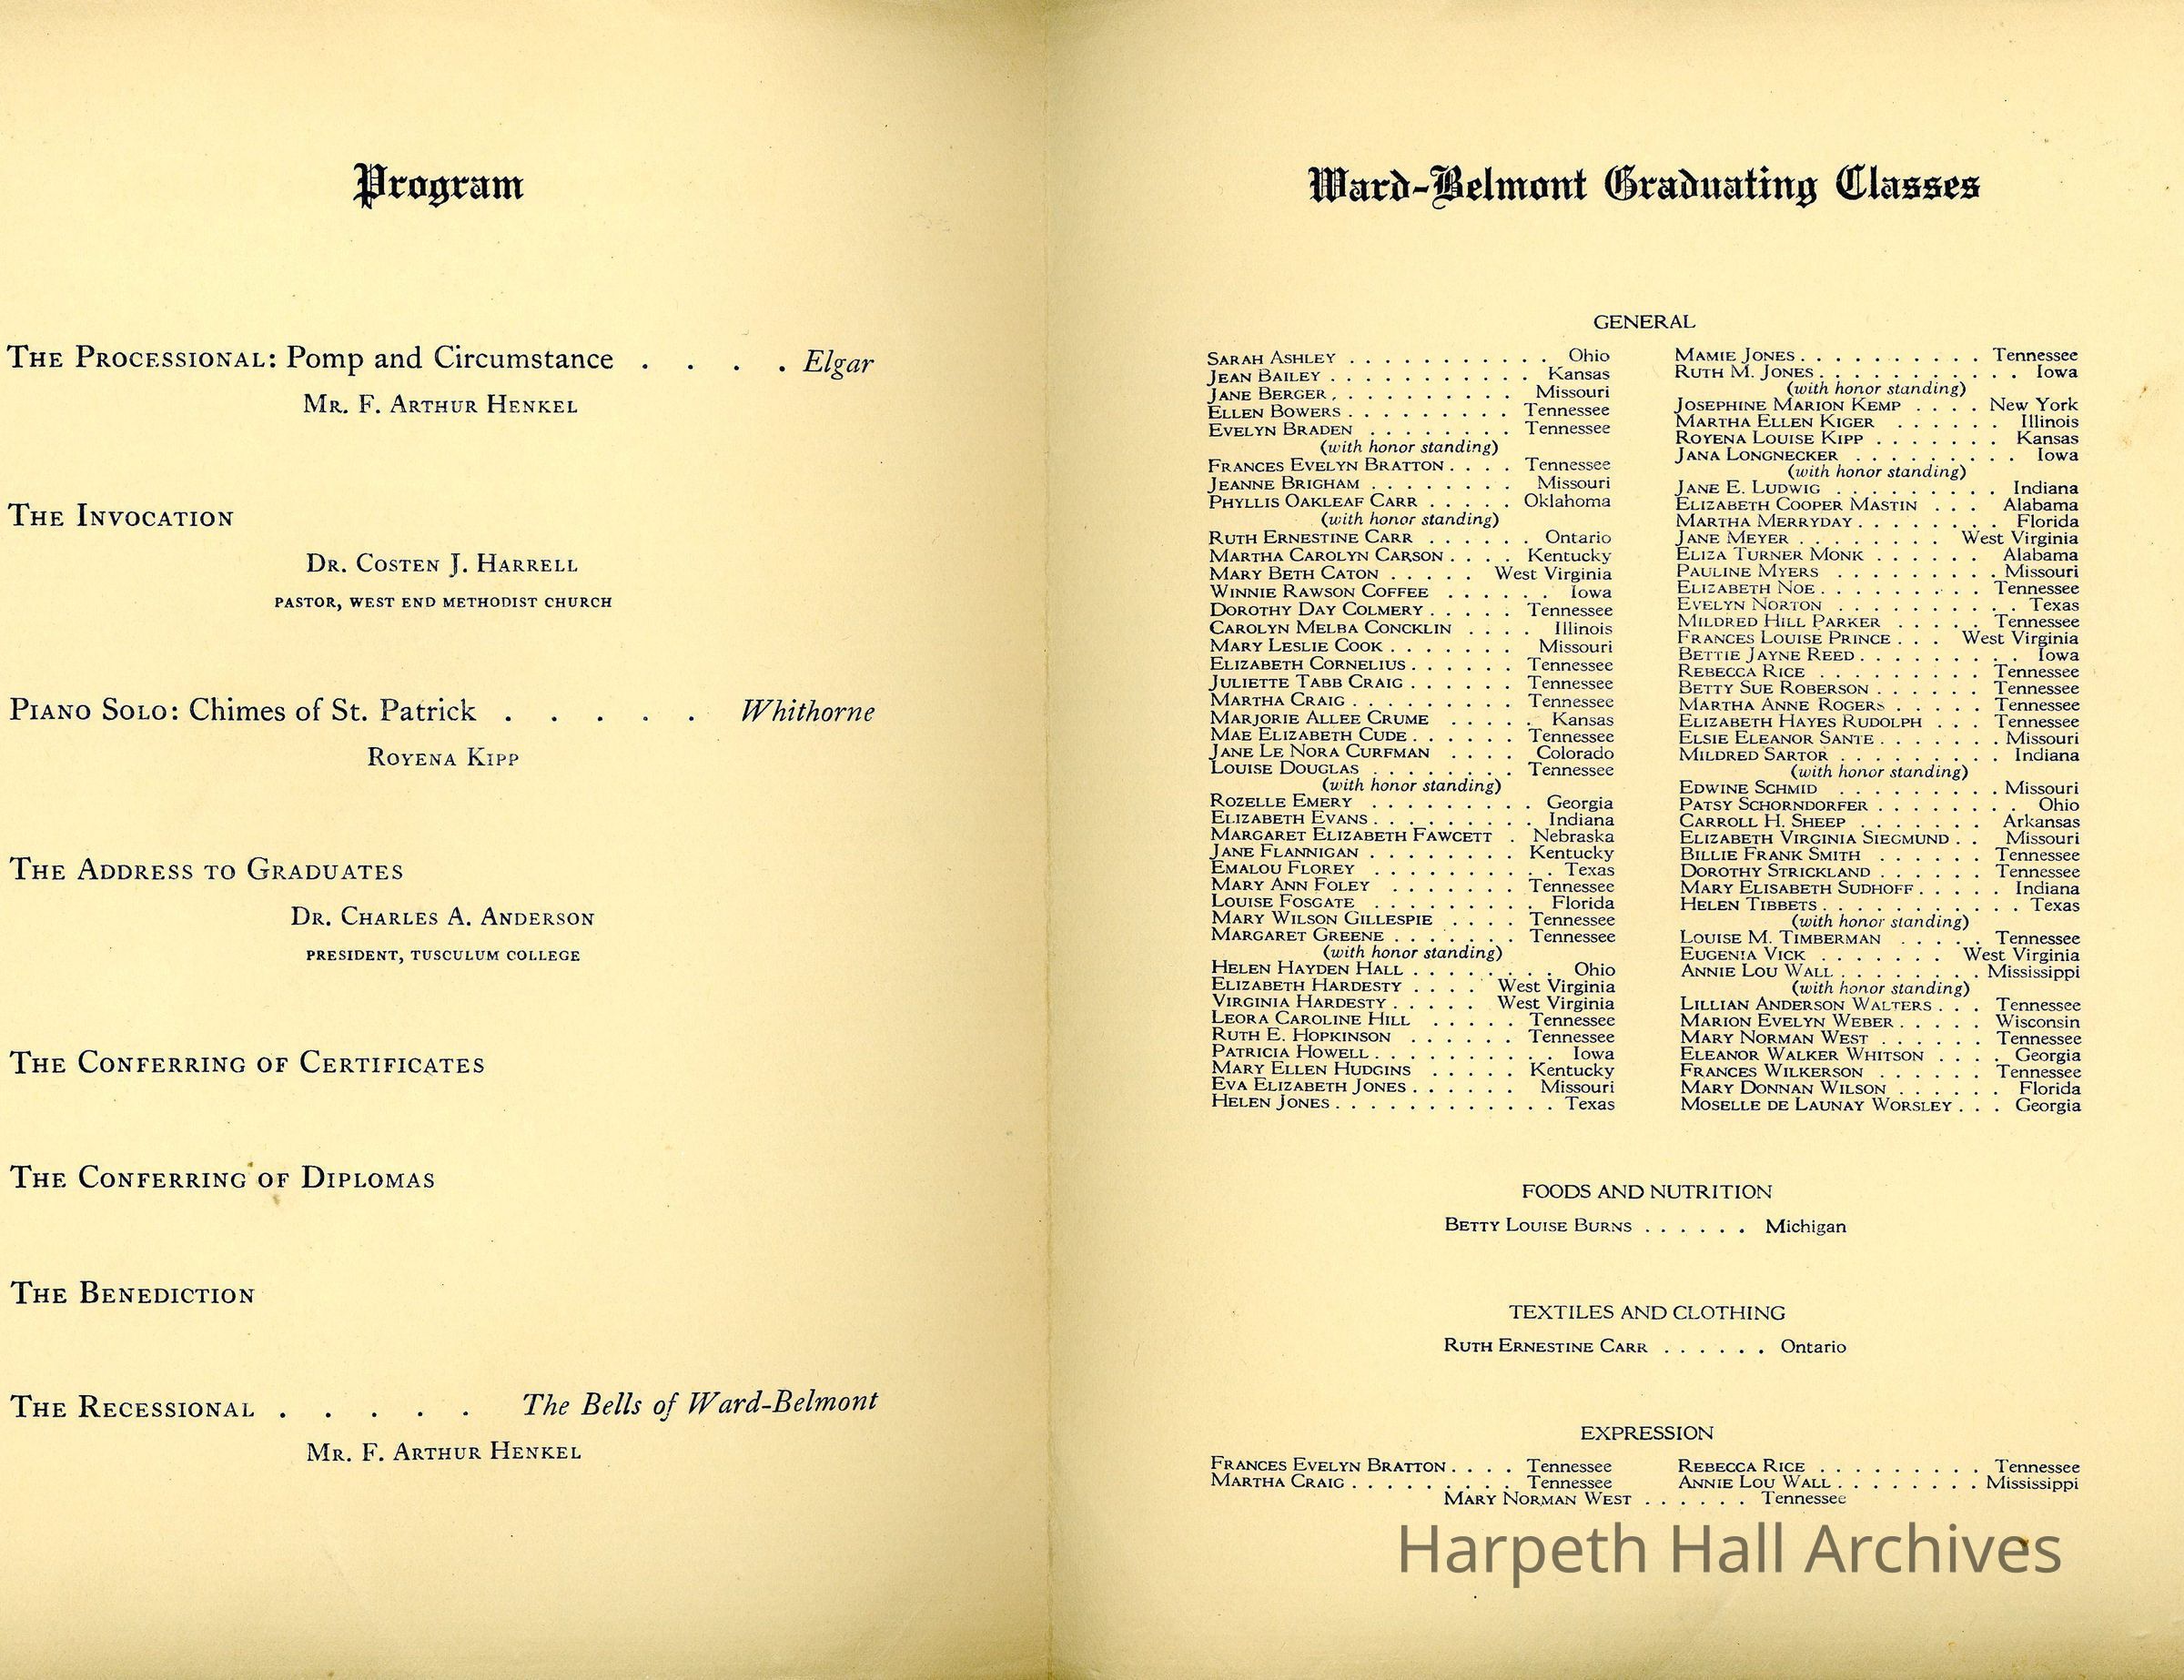 Program
THE PROCESSIONAL: Pomp and Circumstance . . . . Elgar
MR. F. ARTHUR HENKEL
THE INVOCATION
DR. COSTEN J. HARRELL
PASTOR, WEST END METHODIST CHURCH
PIANO SOLO: Chimes of St. Patrick . . . . . Whithorne
ROYENA KIPP
THE ADDRESS TO GRADUATES
DR. CHARLES A. ANDERSON
PRESIDENT, TUSCULUM COLLEGE
THE CONFERRING OF CERTIFICATES
THE CONFERRING OF DIPLOMAS
THE BENEDICTION
THE RECESSIONAL . . . . . The Bells of Ward-Belmont
MR. F. ARTHUR HENKEL
Ward-Belmont Graduating Classes
GENERAL
SARAH ASHLEY . . . . . . . . . . . Ohio
JEAN BAILEY . . . . . . . . . . . Kansas
JANE BERGER . . . . . . . . . . Missouri
ELLEN BOWERS . . . . . . . . . Tennessee
EVELYN BRADEN . . . . . . . . Tennessee
(with honor standing)
FRANCES EVELYN BRATTON . . . . Tennessee
JEANNE BRIGHAM . . . . . . . . Missouri
PHYLLIS OAKLEAF CARR . . . . . Oklahoma
(with honor standing)
RUTH ERNESTINE CARR . . . . . . Ontario
MARTHA CAROLYN CARSON . . . . Kentucky
MARY BETH CATON . . . . . West Virginia
WINNIE RAWSON COFFEE . . . . . . Iowa
DOROTHY DAY COLMERY . . . . . Tennessee
CAROLYN MELBA CONCKLIN . . . . Illinois
MARY LESLIE COOK . . . . . . . Missouri
ELIZABETH CORNELIUS . . . . . . Tennessee
JULIETTE TABB CRAIG . . . . . . Tennessee
MARTHA CRAIG . . . . . . . . . Tennessee
MARJORIE ALLEE CRUME . . . . . Kansas
MAE ELIZABETH CUDE . . . . . . Tennessee
JANE LE NORA CURFMAN . . . . Colorado
LOUISE DOUGLAS . . . . . . . . Tennessee
(with honor standing)
ROZELLE EMERY . . . . . . . . . Georgia
ELIZABETH EVANS . . . . . . . . . Indiana
MARGARET ELIZABETH FAWCETT . Nebraska
JANE FLANNIGAN . . . . . . . . Kentucky
EMALOU FLOREY . . . . . . . . . . Texas
MARY ANN FOLEY . . . . . . . Tennessee
LOUISE FOSGATE . . . . . . . . . Florida
MARY WILSON GILLESPIE . . . . Tennessee
MARGARET GREENE . . . . . . . Tennessee
(with honor standing)
HELEN HAYDEN HALL . . . . . . . . Ohio
ELIZABETH HARDESTY . . . . West Virginia
VIRGINIA HARDESTY . . . . . West Virginia
LEORA CAROLINE HILL . . . . . Tennessee
RUTH E. HOPKINSON . . . . . . Tennessee
PATRICIA HOWELL . . . . . . . . . . Iowa
MARY ELLEN HUDGINS . . . . . Kentucky
EVA ELIZABETH JONES . . . . . . Missouri
HELEN JONES . . . . . . . . . . . . Texas
MAMIE JONES . . . . . . . . . . Tennessee
RUTH M. JONES . . . . . . . . . . . Iowa
(with honor standing)
JOSEPHINE MARION KEMP . . . . New York
MARTHA ELLEN KIGER . . . . . . Illinois
ROYENA LOUISE KIPP . . . . . . . Kansas
JANA LONGNECKER . . . . . . . . . Iowa
(with honor standing)
JANE E. LUDWIG . . . . . . . . . Indiana
ELIZABETH COOPER MASTIN . . . Alabama
MARTHA MERRYDAY . . . . . . . . Florida
JANE MEYER . . . . . . . . West Virginia
ELIZA TURNER MONK . . . . . . Alabama
PAULINE MYERS . . . . . . . . . Missouri
ELIZABETH NOE . . . . . . . . . Tennessee
EVELYN NORTON . . . . . . . . . . Texas
MILDRED HILL PARKER . . . . . Tennessee
FRANCES LOUISE PRINCE . . . West Virginia
BETTIE JAYNE REED . . . . . . . . . Iowa
REBECCA RICE . . . . . . . . . Tennessee
BETTY SUE ROBERSON . . . . . . Tennessee
MARTHA ANNE ROGERS . . . . . Tennessee
ELIZABETH HAYES RUDOLPH . . . Tennessee
ELSIE ELEANOR SANTE . . . . . . . Missouri
MILDRED SARTOR . . . . . . . . . Indiana
(with honor standing)
EDWINE SCHMID . . . . . . . . . Missouri
PATSY SCHORNDORFER . . . . . . . . Ohio
CARROLL H. SHEEP . . . . . . . Arkansas
ELIZABETH VIRGINIA SIEGMUND . . Missouri
BILLIE FRANK SMITH . . . . . . Tennessee
DOROTHY STRICKLAND . . . . . . Tennessee
MARY ELISABETH SUDHOFF . . . . . Indiana
HELEN TIBBETS . . . . . . . . . . . Texas
(with honor standing)
LOUISE M. TIMBERMAN . . . . . Tennessee
EUGENIA VICK . . . . . . . West Virginia
ANNIE LOU WALL . . . . . . . . Mississippi
(with honor standing)
LILLIAN ANDERSON WALTERS . . . Tennessee
MARION EVELYN WEBER . . . . . Wisconsin
MARY NORMAN WEST . . . . . . Tennessee
ELEANOR WALKER WHITSON . . . . Georgia
FRANCES WILKERSON . . . . . . Tennessee
MARY DONNAN WILSON . . . . . . Florida
MOSELLE DE LAUNAY WORSLEY . . . Georgia
FOODS AND NUTRITION
BETTY LOUISE BURNS . . . . . . Michigan
TEXTILES AND CLOTHING
RUTH ERNESTINE CARR . . . . . . Ontario
EXPRESSION
FRANCES EVELYN BRATTON . . . . Tennessee
MARTHA CRAIG . . . . . . . . . Tennessee
REBECCA RICE . . . . . . . . . Tennessee
ANNIE LOU WALL . . . . . . . . Mississippi
MARY NORMAN WEST . . . . . . Tennessee
Harpeth Hall Archives